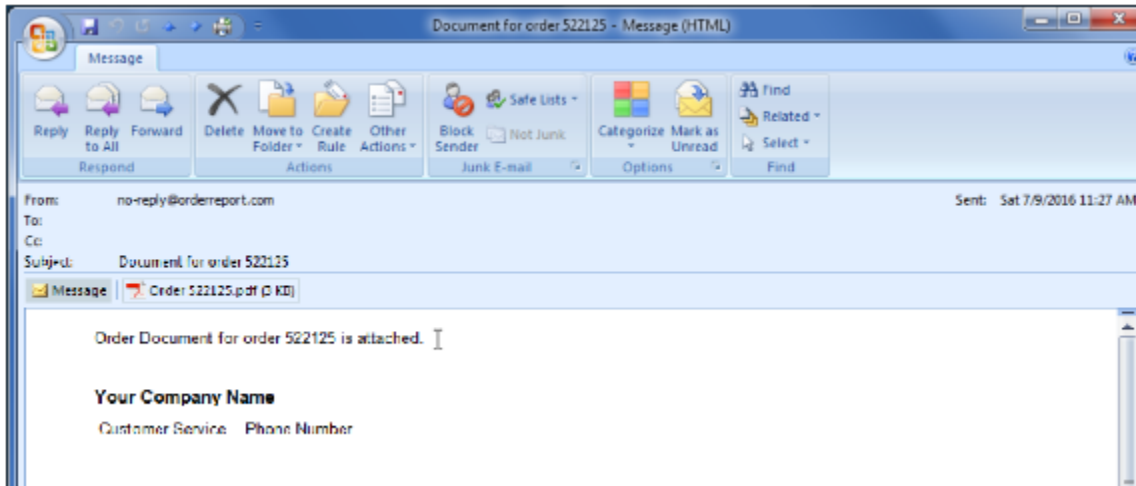 Document for order 522125 - Message (HTML)
Message
Reply
Reply to All
Forward
Respond
Delete
Move to Folder
Create Rule
Other Actions
Actions
Block Sender
Safe Lists
Not Junk
Junk E-mail
Categorize
Mark as Unread
Options
Find
Related
Select
Find
From: no-reply@orderreport.com
Sent: Sat 7/9/2016 11:27 AM
To:
Cc:
Subject: Document for order 522125
Message
Order 522125.pdf (3 KB)
Order Document for order 522125 is attached.
Your Company Name
Customer Service Phone Number